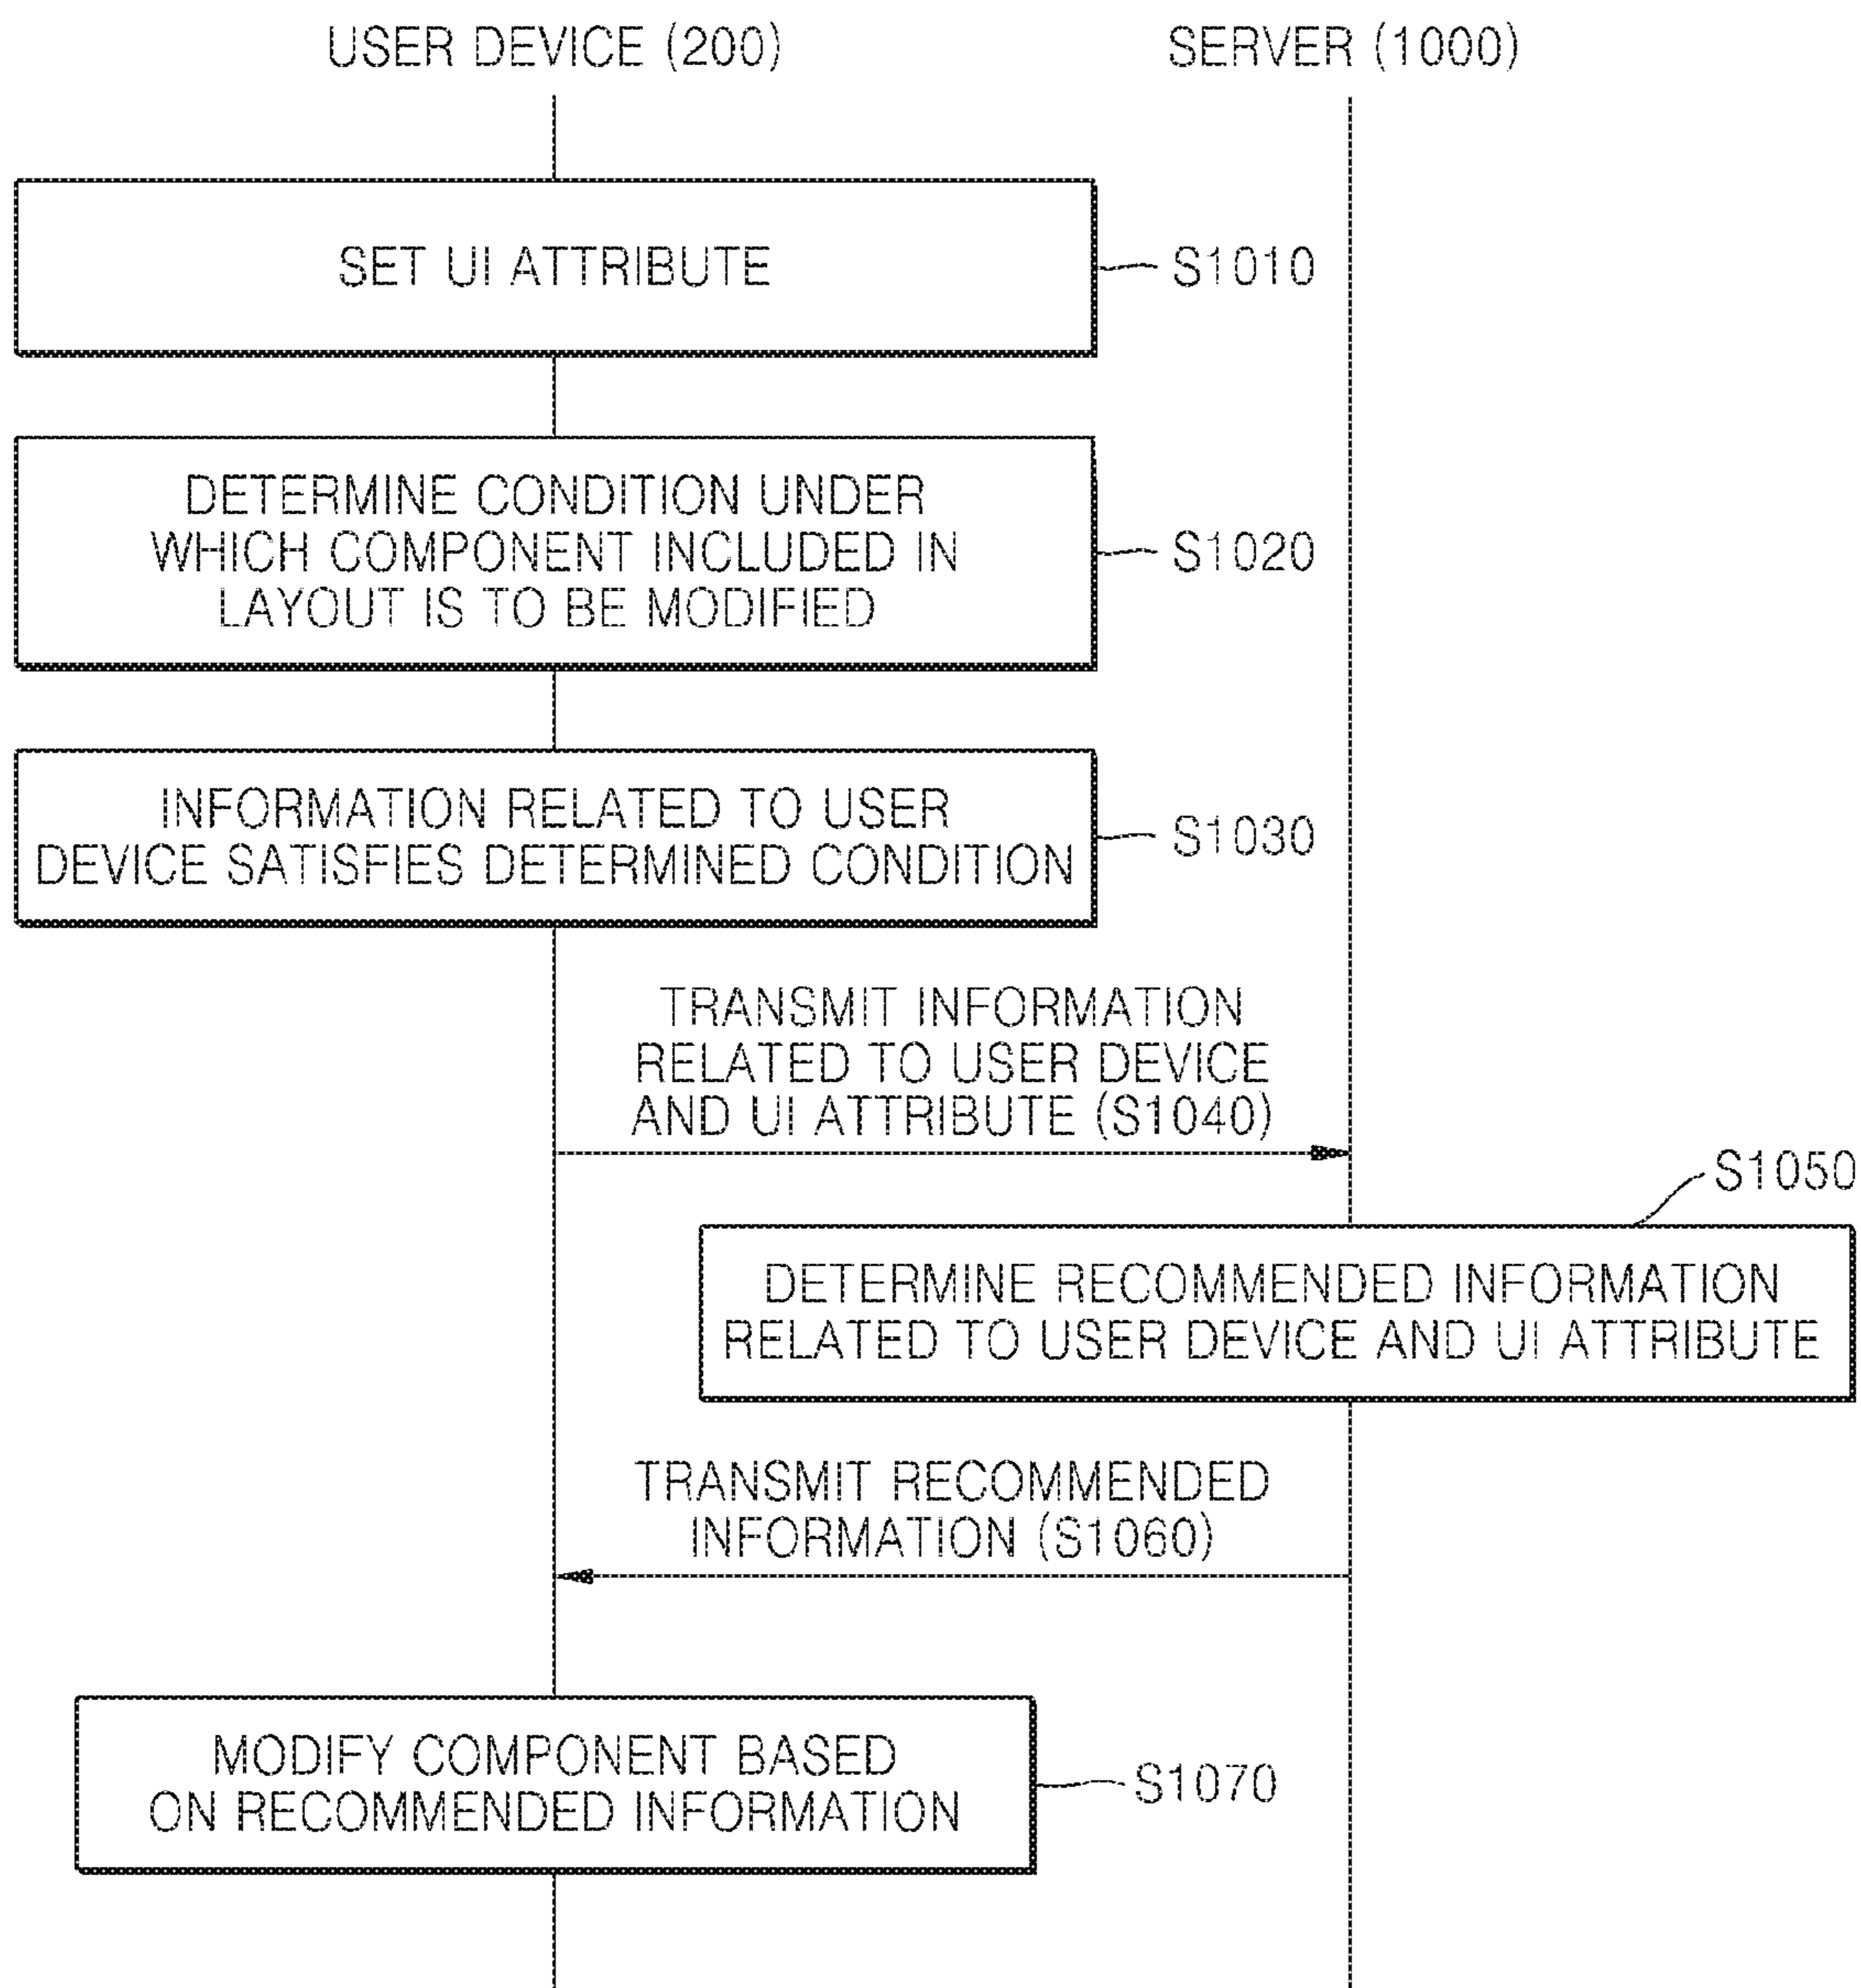 USER DEVICE (200)
SERVER (1000)
SET UI ATTRIBUTE
S1010
DETERMINE CONDITION UNDER
WHICH COMPONENT INCLUDED IN
LAYOUT IS TO BE MODIFIED
S1020
INFORMATION RELATED TO USER
DEVICE SATISFIES DETERMINED CONDITION
S1030
TRANSMIT INFORMATION
RELATED TO USER DEVICE
AND UI ATTRIBUTE (S1040)
S1050
DETERMINE RECOMMENDED INFORMATION
RELATED TO USER DEVICE AND UI ATTRIBUTE
TRANSMIT RECOMMENDED
INFORMATION (S1060)
MODIFY COMPONENT BASED
ON RECOMMENDED INFORMATION
S1070